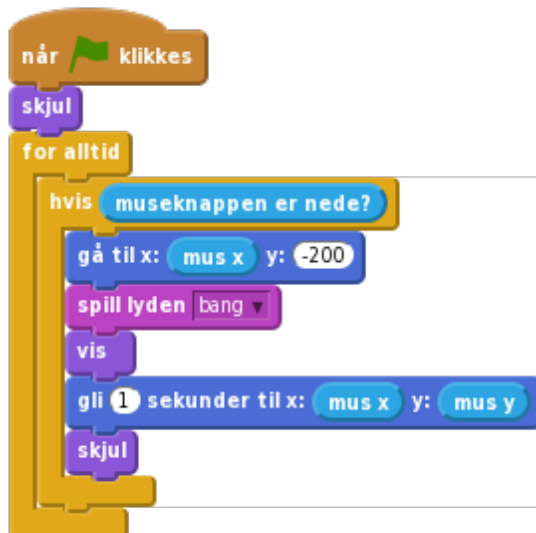 når klikkes
skjul
for alltid
hvis museknappen er nede?
gå til x: mus x y: -200
spill lyden bang
vis
gli 1 sekunder til x: mus x y: mus y
skjul